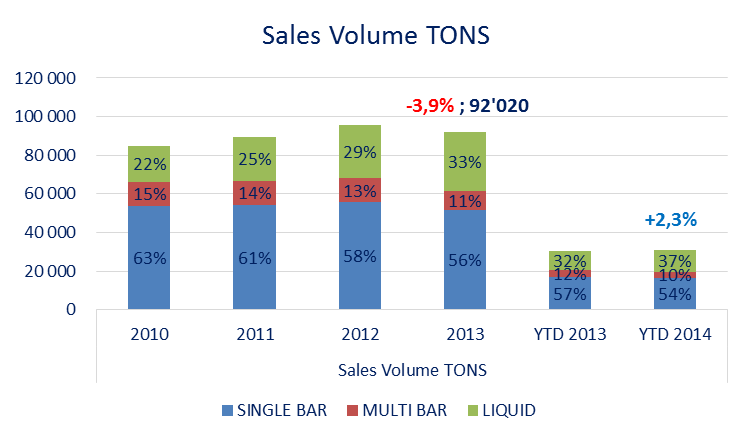 Sales Volume TONS
120 000
100 000
80 000
60 000
40 000
20 000
0
-3,9% ; 92'020
+2,3%
22% 25% 29% 33% 32% 37%
15% 14% 13% 11% 12% 10%
63% 61% 58% 56% 57% 54%
2010 2011 2012 2013 YTD 2013 YTD 2014
Sales Volume TONS
SINGLE BAR MULTI BAR LIQUID